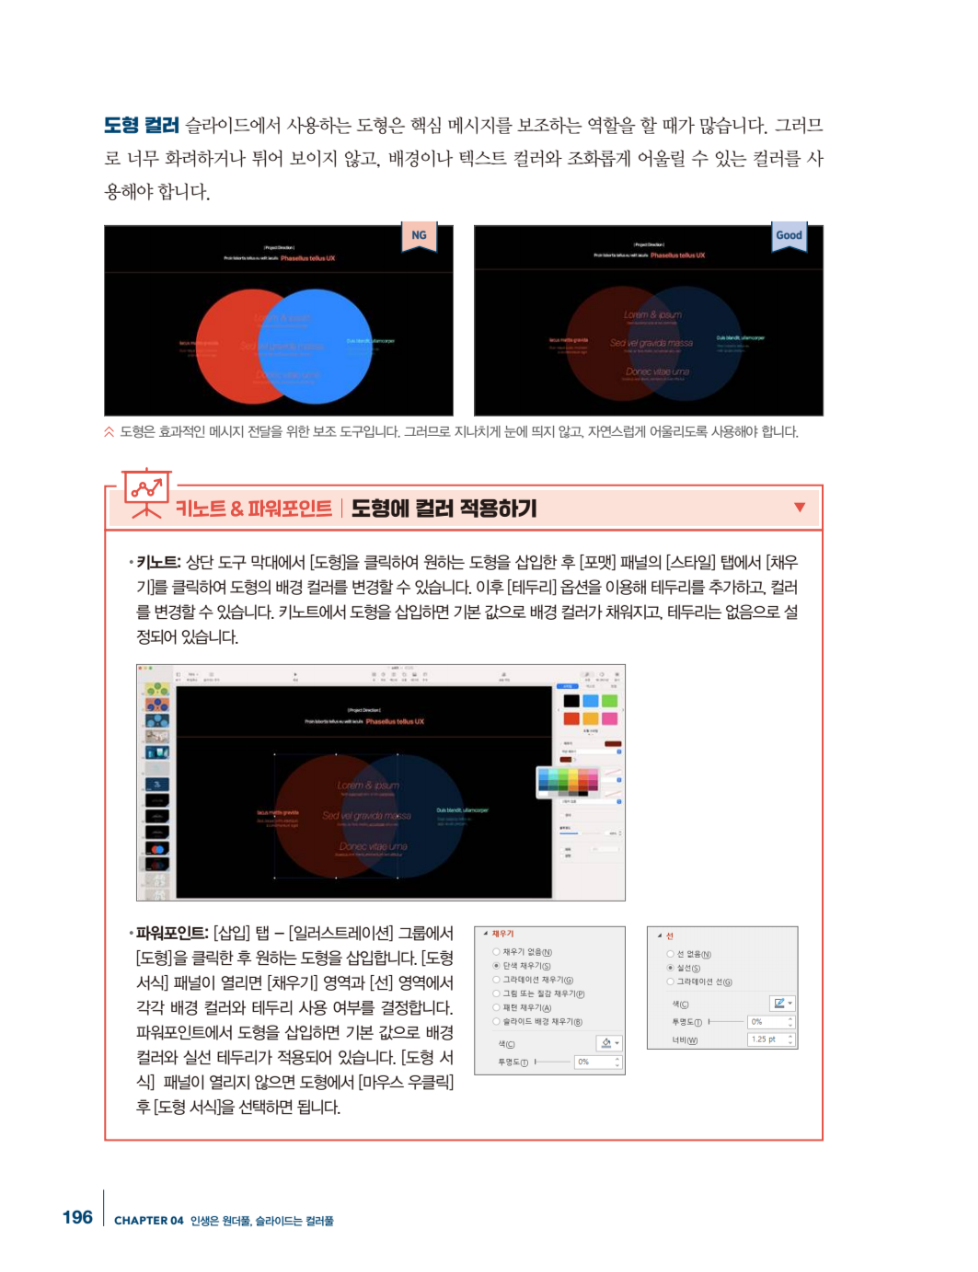 도형 컬러 슬라이드에서 사용하는 도형은 핵심 메시지를 보조하는 역할을 할 때가 많습니다. 그러므
로 너무 화려하거나 튀어 보이지 않고, 배경이나 텍스트 컬러와 조화롭게 어울릴 수 있는 컬러를 사
용해야 합니다.
NG
[Project Direction]
Phasellus tellus UX
Lorem & ipsum
lacus mattis gravida
Duis blandit, ullamcorper
Sed vel gravida massa
Donec vitae urna
Good
[Project Direction]
Phasellus tellus UX
Lorem & ipsum
lacus mattis gravida
Duis blandit, ullamcorper
Sed vel gravida massa
Donec vitae urna
도형은 효과적인 메시지 전달을 위한 보조 도구입니다. 그러므로 지나치게 눈에 띄지 않고, 자연스럽게 어울리도록 사용해야 합니다.
키노트 & 파워포인트 | 도형에 컬러 적용하기
• 키노트: 상단 도구 막대에서 [도형]을 클릭하여 원하는 도형을 삽입한 후 [포맷] 패널의 [스타일] 탭에서 [채우
기]를 클릭하여 도형의 배경 컬러를 변경할 수 있습니다. 이후 [테두리] 옵션을 이용해 테두리를 추가하고, 컬러
를 변경할 수 있습니다. 키노트에서 도형을 삽입하면 기본 값으로 배경 컬러가 채워지고, 테두리는 없음으로 설
정되어 있습니다.
[Project Direction]
Phasellus tellus UX
Lorem & ipsum
lacus mattis gravida
Duis blandit, ullamcorper
Sed vel gravida massa
Donec vitae urna
• 파워포인트: [삽입] 탭 – [일러스트레이션] 그룹에서
[도형]을 클릭한 후 원하는 도형을 삽입합니다. [도형
서식] 패널이 열리면 [채우기] 영역과 [선] 영역에서
각각 배경 컬러와 테두리 사용 여부를 결정합니다.
파워포인트에서 도형을 삽입하면 기본 값으로 배경
컬러와 실선 테두리가 적용되어 있습니다. [도형 서
식] 패널이 열리지 않으면 도형에서 [마우스 우클릭]
후 [도형 서식]을 선택하면 됩니다.
채우기
채우기 없음(N)
단색 채우기(S)
그라데이션 채우기(G)
그림 또는 질감 채우기(P)
패턴 채우기(A)
슬라이드 배경 채우기(B)
색(C)
투명도(T) 0%
선
선 없음(N)
실선(S)
그라데이션 선(G)
색(C)
투명도(T) 0%
너비(W) 1.25 pt
196 CHAPTER 04 인생은 원더풀, 슬라이드는 컬러풀